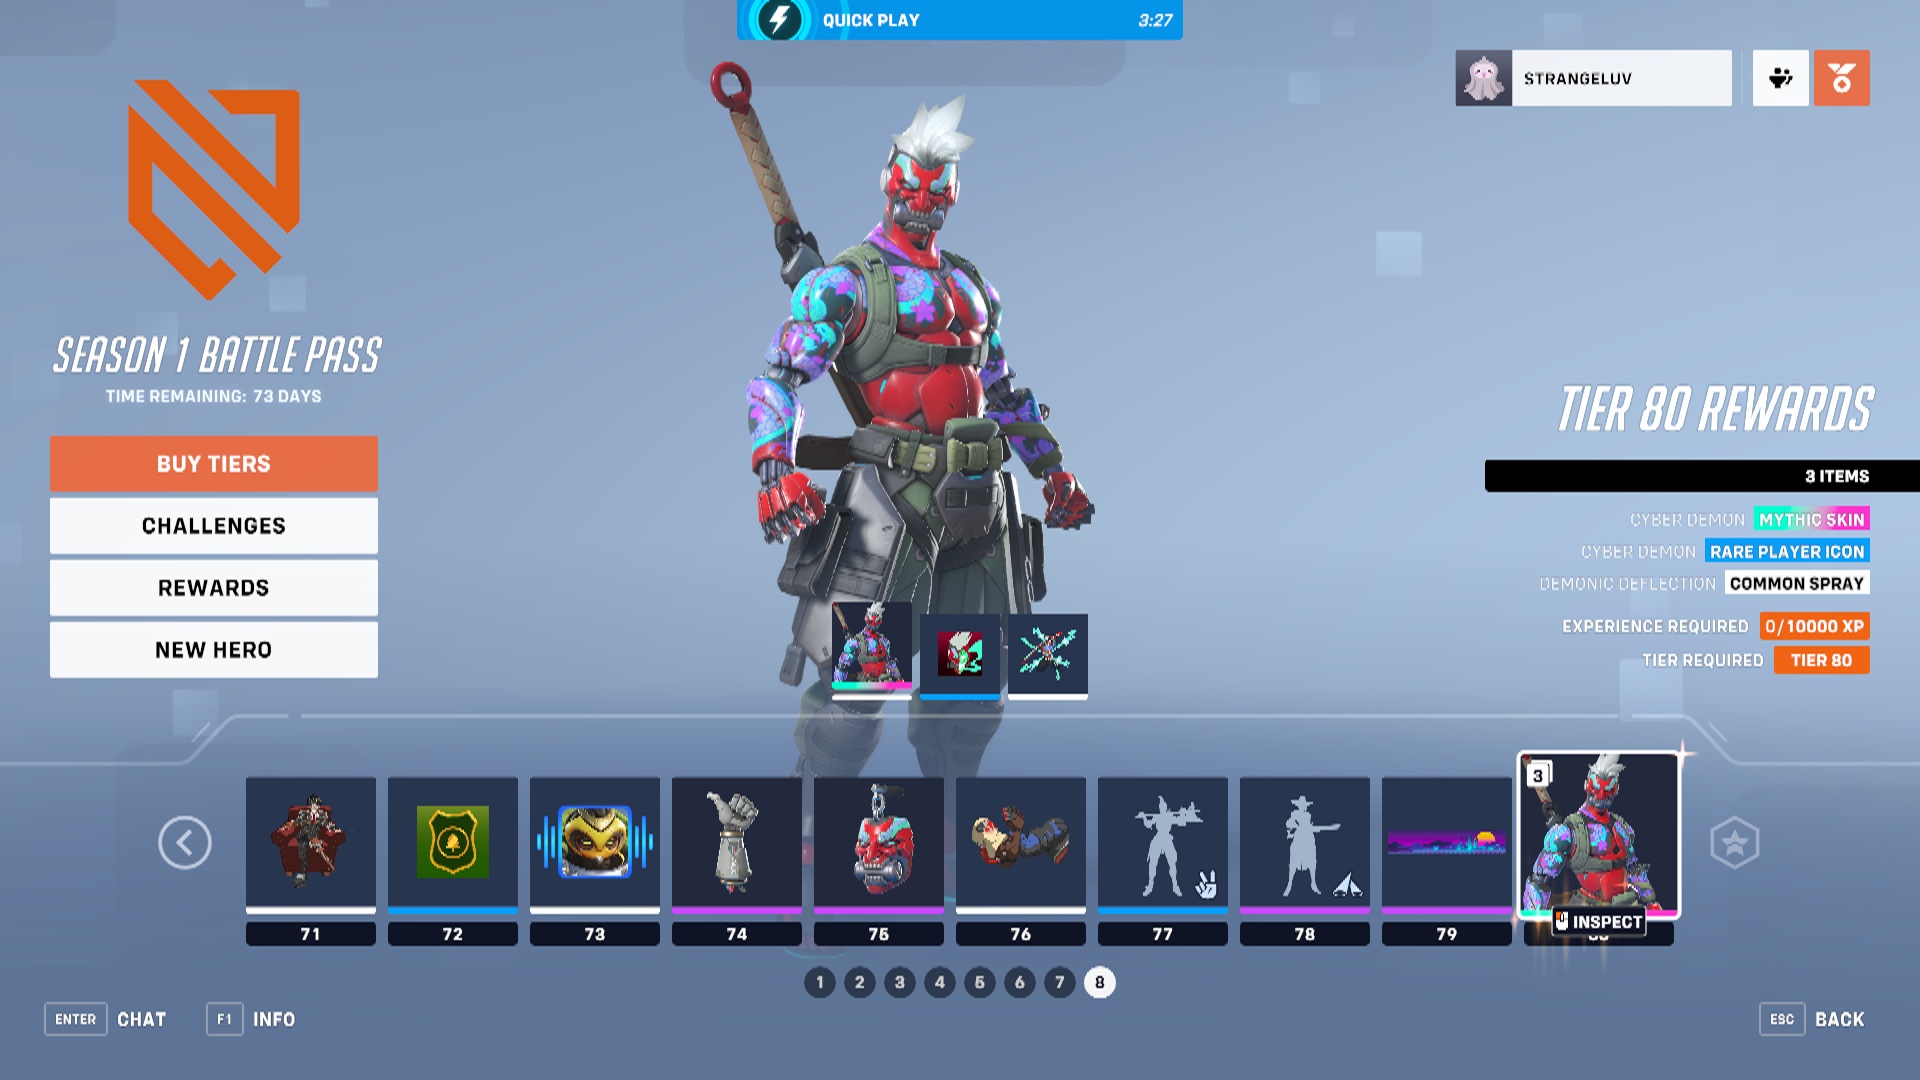 QUICK PLAY
3:27
STRANGELUV
SEASON 1 BATTLE PASS
TIME REMAINING: 73 DAYS
BUY TIERS
CHALLENGES
REWARDS
NEW HERO
TIER 80 REWARDS
3 ITEMS
CYBER DEMON MYTHIC SKIN
CYBER DEMON RARE PLAYER ICON
DEMONIC DEFLECTION COMMON SPRAY
EXPERIENCE REQUIRED 0/10000 XP
TIER REQUIRED TIER 80
3
INSPECT
71 72 73 74 75 76 77 78 79
1 2 3 4 5 6 7 8
ENTER CHAT F1 INFO
ESC BACK